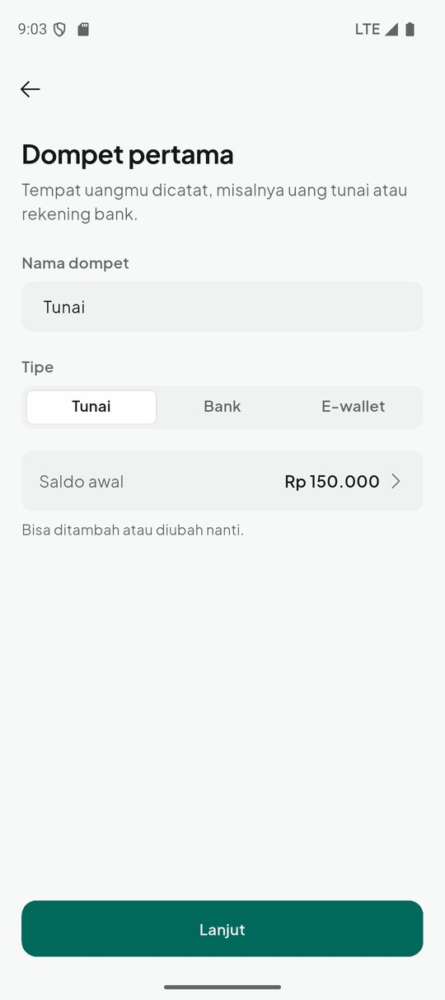 9:03
LTE
Dompet pertama
Tempat uangmu dicatat, misalnya uang tunai atau
rekening bank.
Nama dompet
Tunai
Tipe
Tunai Bank E-wallet
Saldo awal Rp 150.000
Bisa ditambah atau diubah nanti.
Lanjut